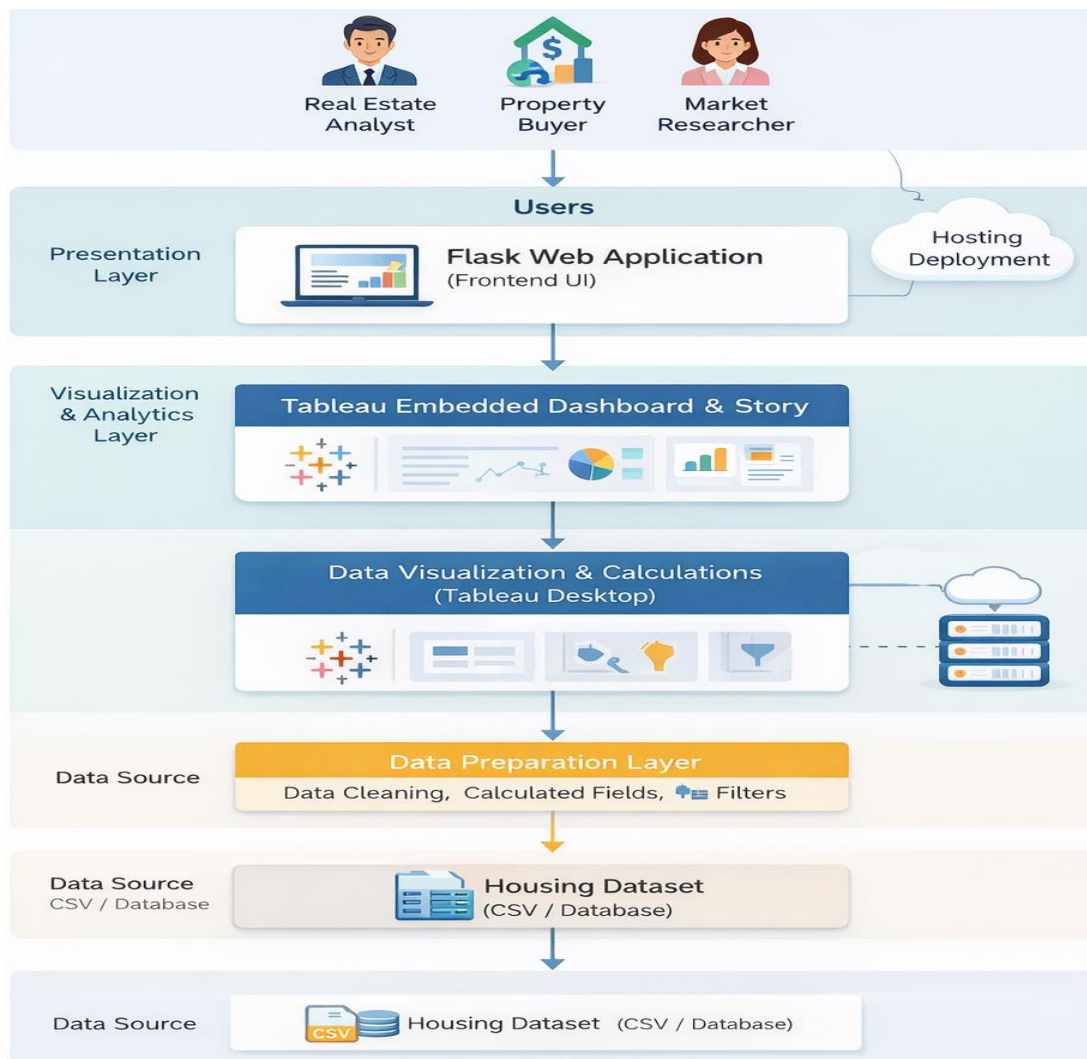 Real Estate
Analyst
Property
Buyer
Market
Researcher
Users
Presentation
Layer
Flask Web Application
(Frontend UI)
Hosting
Deployment
Visualization
& Analytics
Layer
Tableau Embedded Dashboard & Story
Data Visualization & Calculations
(Tableau Desktop)
Data Source
Data Preparation Layer
Data Cleaning, Calculated Fields, Filters
Data Source
CSV / Database
Housing Dataset
(CSV / Database)
Data Source
CSV
Housing Dataset (CSV / Database)